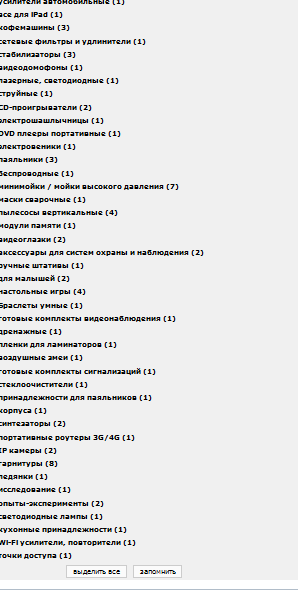 усилители автомобильные (1)
все для iPad (1)
кофемашины (3)
сетевые фильтры и удлинители (1)
стабилизаторы (3)
видеодомофоны (1)
лазерные, светодиодные (1)
струйные (1)
CD-проигрыватели (2)
электрошашлычницы (1)
DVD плееры портативные (1)
электровеники (1)
паяльники (3)
беспроводные (1)
минимойки / мойки высокого давления (7)
маски сварочные (1)
пылесосы вертикальные (4)
модули памяти (1)
видеоглазки (2)
аксессуары для систем охраны и наблюдения (2)
ручные штативы (1)
для малышей (2)
настольные игры (4)
браслеты умные (1)
готовые комплекты видеонаблюдения (1)
дренажные (1)
пленки для ламинаторов (1)
воздушные змеи (1)
готовые комплекты сигнализаций (1)
стеклоочистители (1)
принадлежности для паяльников (1)
корпуса (1)
синтезаторы (2)
портативные роутеры 3G/4G (1)
IP камеры (2)
гарнитуры (8)
ледянки (1)
исследование (1)
опыты-эксперименты (2)
светодиодные лампы (1)
кухонные принадлежности (1)
Wi-Fi усилители, повторители (1)
точки доступа (1)
выделить все запомнить